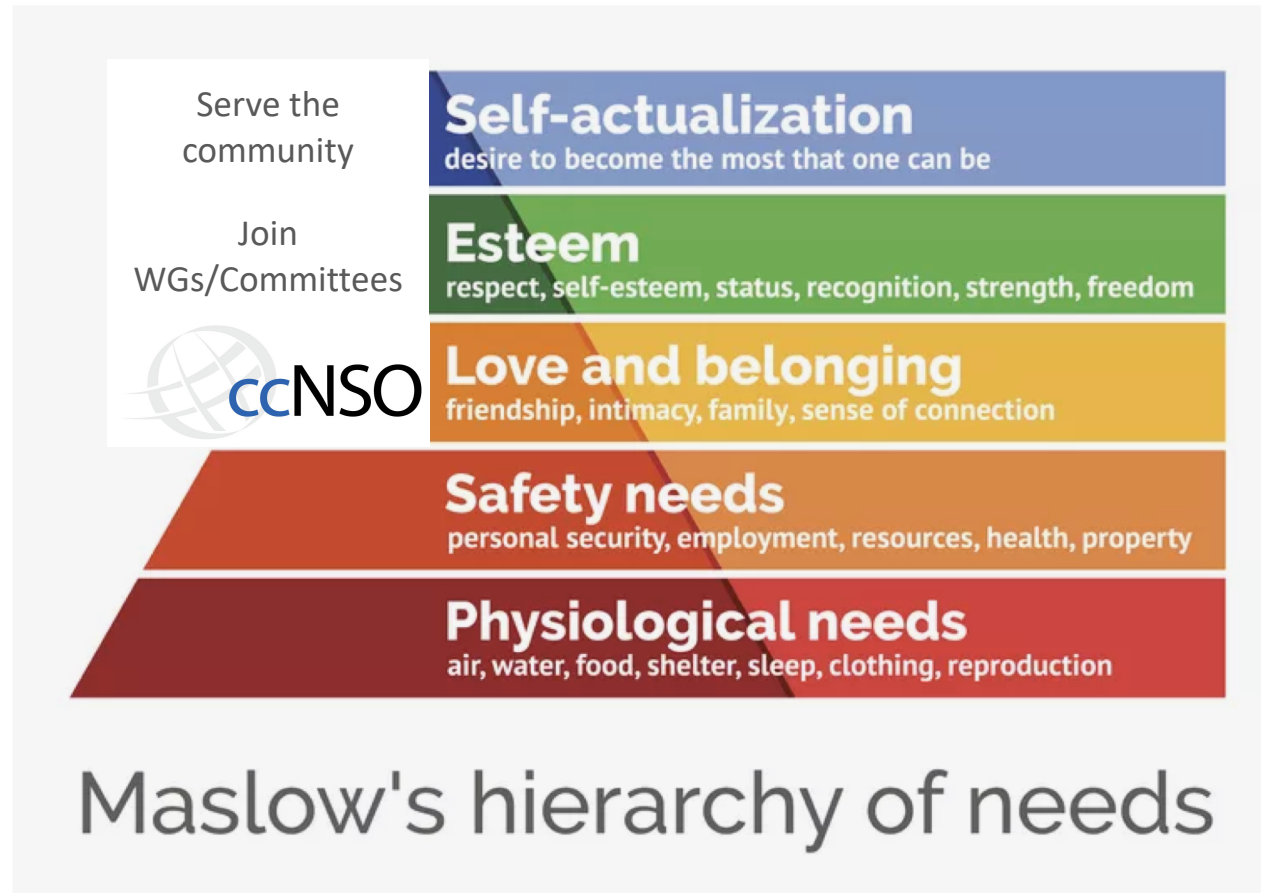 Serve the
community
Join
WGs/Committees
ccNSO
Self-actualization
desire to become the most that one can be
Esteem
respect, self-esteem, status, recognition, strength, freedom
Love and belonging
friendship, intimacy, family, sense of connection
Safety needs
personal security, employment, resources, health, property
Physiological needs
air, water, food, shelter, sleep, clothing, reproduction
Maslow's hierarchy of needs